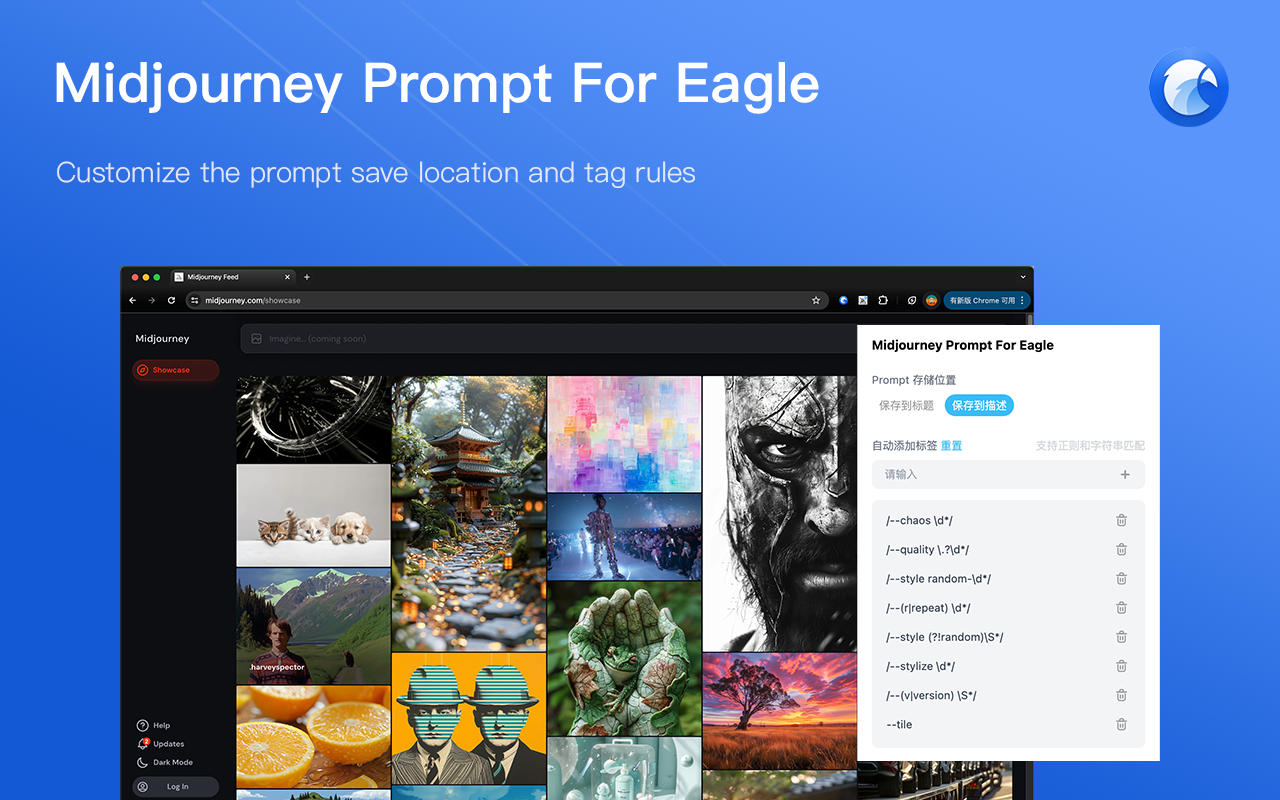 Midjourney Prompt For Eagle
Customize the prompt save location and tag rules
Midjourney Feed
midjourney.com/showcase
有新版 Chrome 可用
Midjourney
Imagine... (coming soon)
Showcase
.harveyspector
Help
2
Updates
Dark Mode
Log In
Midjourney Prompt For Eagle
Prompt 存储位置
保存到标题 保存到描述
自动添加标签 重置 支持正则和字符串匹配
请输入
/--chaos \d*/
/--quality \.?\d*/
/--style random-\d*/
/--(r|repeat) \d*/
/--style (?!random)\S*/
/--stylize \d*/
/--(v|version) \S*/
--tile